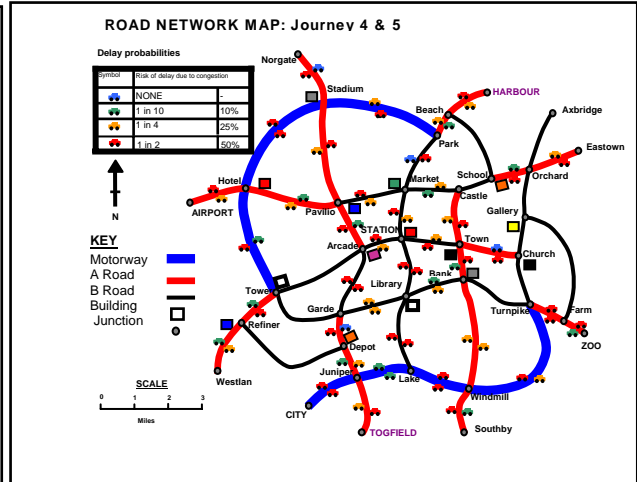 ROAD NETWORK MAP: Journey 4 & 5
Delay probabilities
Symbol Risk of delay due to congestion
NONE -
1 in 10 10%
1 in 4 25%
1 in 2 50%
N
KEY
Motorway
A Road
B Road
Building
Junction
SCALE
0 1 2 3
Miles
Norgate
Stadium
HARBOUR
Beach
Axbridge
Park
Eastown
Hotel
Market
School
Orchard
Castle
AIRPORT
Pavilio
Gallery
STATION
Arcade
Town
Church
Bank
Tower
Library
Garde
Turnpike
Farm
Refiner
Depot
ZOO
Westlan
Juniper
Lake
Windmill
CITY
TOGFIELD
Southby